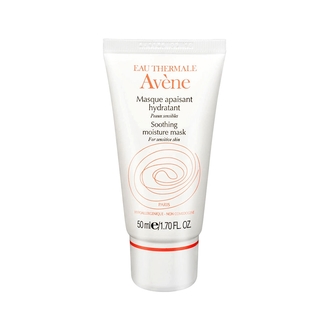 EAU THERMALE
Avène
Masque apaisant
hydratant
Peaux sensibles
Soothing
moisture mask
For sensitive skin
PARIS
50 ml e/1.70 FL. OZ.